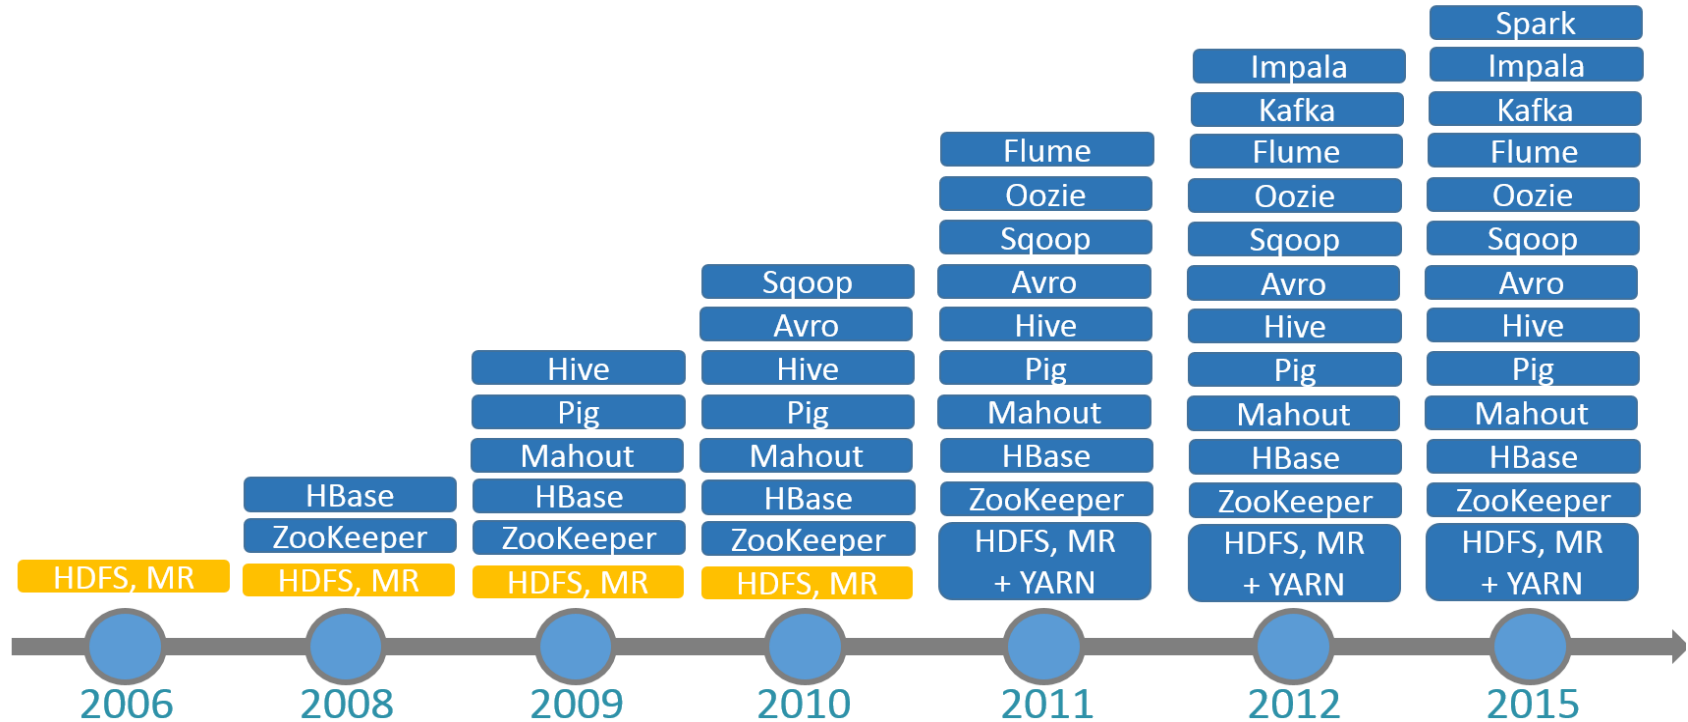 HDFS, MR
2006
HBase
ZooKeeper
HDFS, MR
2008
Hive
Pig
Mahout
HBase
ZooKeeper
HDFS, MR
2009
Sqoop
Avro
Hive
Pig
Mahout
HBase
ZooKeeper
HDFS, MR
2010
Flume
Oozie
Sqoop
Avro
Hive
Pig
Mahout
HBase
ZooKeeper
HDFS, MR
+ YARN
2011
Impala
Kafka
Flume
Oozie
Sqoop
Avro
Hive
Pig
Mahout
HBase
ZooKeeper
HDFS, MR
+ YARN
2012
Spark
Impala
Kafka
Flume
Oozie
Sqoop
Avro
Hive
Pig
Mahout
HBase
ZooKeeper
HDFS, MR
+ YARN
2015